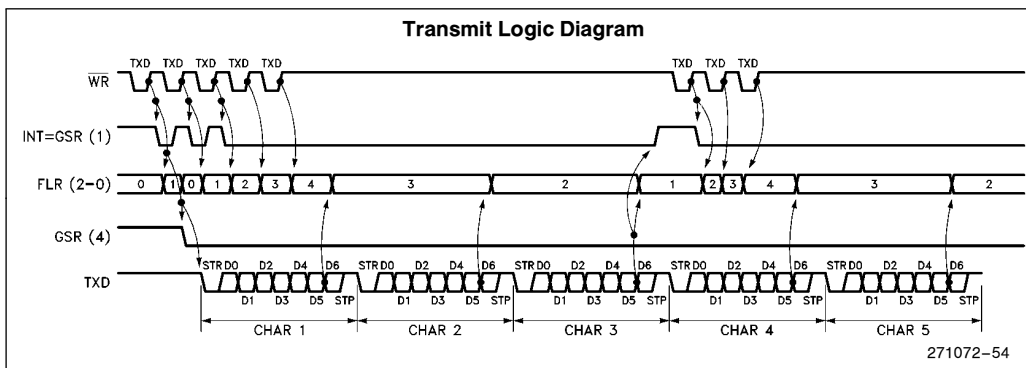 Transmit Logic Diagram
TXD TXD TXD TXD TXD TXD TXD TXD
WR
INT=GSR (1)
FLR (2-0) 0 1 0 1 2 3 4 3 2 1 2 3 4 3 2
GSR (4)
STR D0 D2 D4 D6 STR D0 D2 D4 D6 STR D0 D2 D4 D6 STR D0 D2 D4 D6 STR D0 D2 D4 D6
TXD
D1 D3 D5 STP D1 D3 D5 STP D1 D3 D5 STP D1 D3 D5 STP D1 D3 D5 STP
CHAR 1 CHAR 2 CHAR 3 CHAR 4 CHAR 5
271072-54